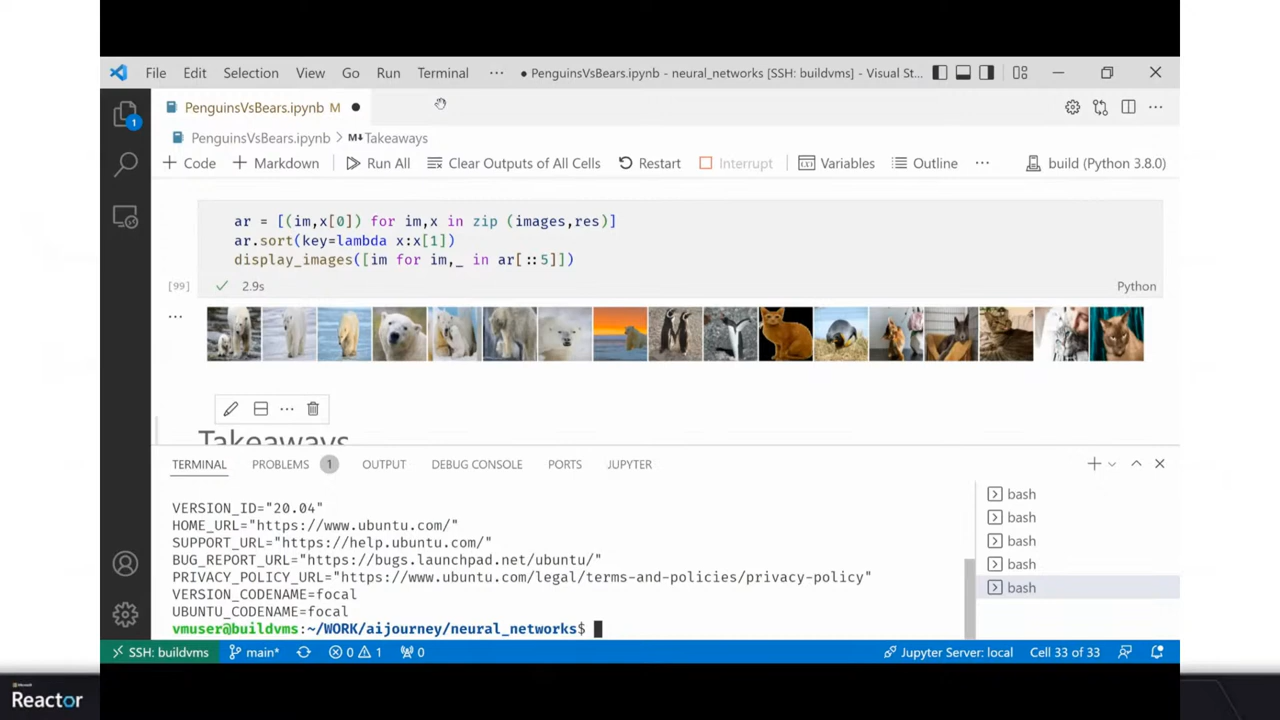 File Edit Selection View Go Run Terminal ··· ● PenguinsVsBears.ipynb - neural_networks [SSH: buildvms] - Visual St...
PenguinsVsBears.ipynb M ●
PenguinsVsBears.ipynb > M↓Takeaways
+ Code + Markdown Run All Clear Outputs of All Cells Restart Interrupt Variables Outline ··· build (Python 3.8.0)
ar = [(im,x[0]) for im,x in zip (images,res)]
ar.sort(key=lambda x:x[1])
display_images([im for im,_ in ar[::5]])
[99] ✓ 2.9s Python
Takeaways
TERMINAL PROBLEMS 1 OUTPUT DEBUG CONSOLE PORTS JUPYTER
VERSION_ID="20.04"
HOME_URL="https://www.ubuntu.com/"
SUPPORT_URL="https://help.ubuntu.com/"
BUG_REPORT_URL="https://bugs.launchpad.net/ubuntu/"
PRIVACY_POLICY_URL="https://www.ubuntu.com/legal/terms-and-policies/privacy-policy"
VERSION_CODENAME=focal
UBUNTU_CODENAME=focal
vmuser@buildvms:~/WORK/aijourney/neural_networks$
bash
bash
bash
bash
bash
1
SSH: buildvms main* 0 1 0 Jupyter Server: local Cell 33 of 33
Microsoft
Reactor